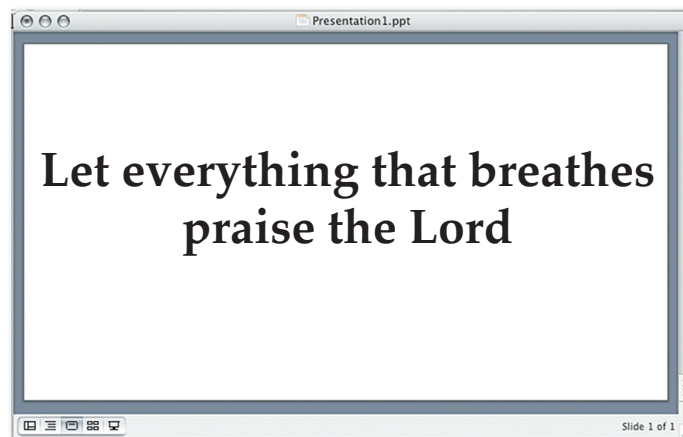 Presentation1.ppt
Let everything that breathes
praise the Lord
Slide 1 of 1